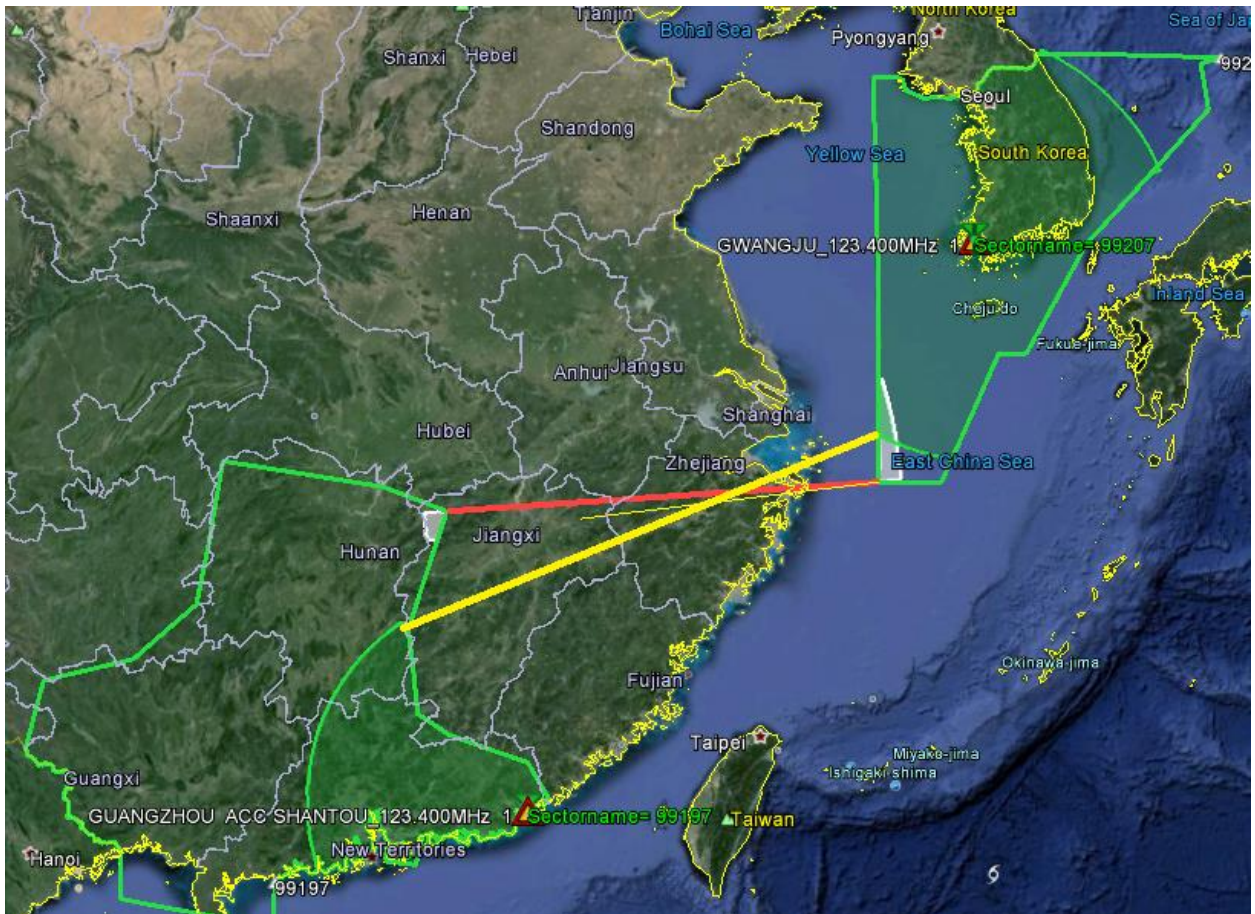 Tianjin
North Korea
Bohai Sea
Sea of Ja
Shanxi
Hebei
Pyongyang
992
Shandong
Seoul
Yellow Sea
South Korea
Shaanxi
Henan
GWANGJU_123.400MHz 1
Sectorname= 99207
Inland Sea
Cheju do
Fukue-jima
Anhui
Jiangsu
Shanghai
Hubei
Zhejiang
East China Sea
Hunan
Jiangxi
Okinawa-jima
Fujian
Taipei
Miyako-jima
Ishigaki shima
Guangxi
GUANGZHOU ACC SHANTOU_123.400MHz 1
Sectorname= 99197
Taiwan
Hanoi
New Territories
99197